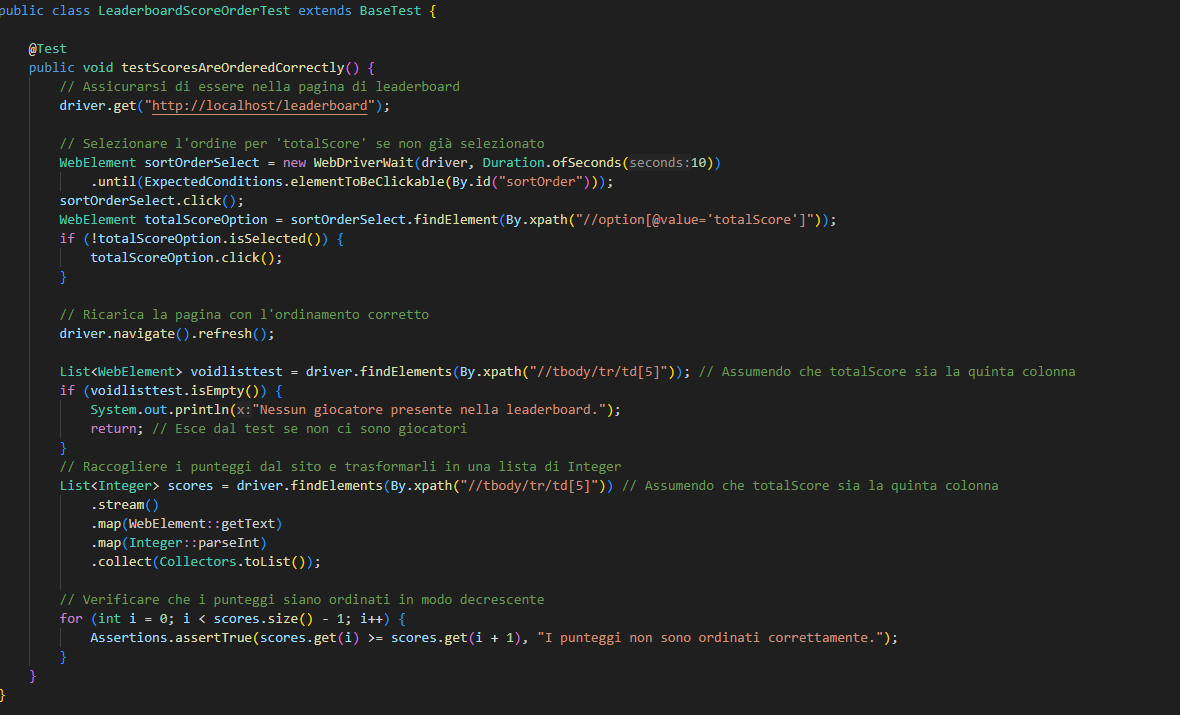 public class LeaderboardScoreOrderTest extends BaseTest {
@Test
public void testScoresAreOrderedCorrectly() {
// Assicurarsi di essere nella pagina di leaderboard
driver.get("http://localhost/leaderboard");
// Selezionare l'ordine per 'totalScore' se non già selezionato
WebElement sortOrderSelect = new WebDriverWait(driver, Duration.ofSeconds(seconds:10))
.until(ExpectedConditions.elementToBeClickable(By.id("sortOrder")));
sortOrderSelect.click();
WebElement totalScoreOption = sortOrderSelect.findElement(By.xpath("//option[@value='totalScore']"));
if (!totalScoreOption.isSelected()) {
totalScoreOption.click();
}
// Ricarica la pagina con l'ordinamento corretto
driver.navigate().refresh();
List<WebElement> voidlisttest = driver.findElements(By.xpath("//tbody/tr/td[5]")); // Assumendo che totalScore sia la quinta colonna
if (voidlisttest.isEmpty()) {
System.out.println(x:"Nessun giocatore presente nella leaderboard.");
return; // Esce dal test se non ci sono giocatori
}
// Raccogliere i punteggi dal sito e trasformarli in una lista di Integer
List<Integer> scores = driver.findElements(By.xpath("//tbody/tr/td[5]")) // Assumendo che totalScore sia la quinta colonna
.stream()
.map(WebElement::getText)
.map(Integer::parseInt)
.collect(Collectors.toList());
// Verificare che i punteggi siano ordinati in modo decrescente
for (int i = 0; i < scores.size() - 1; i++) {
Assertions.assertTrue(scores.get(i) >= scores.get(i + 1), "I punteggi non sono ordinati correttamente.");
}
}
}